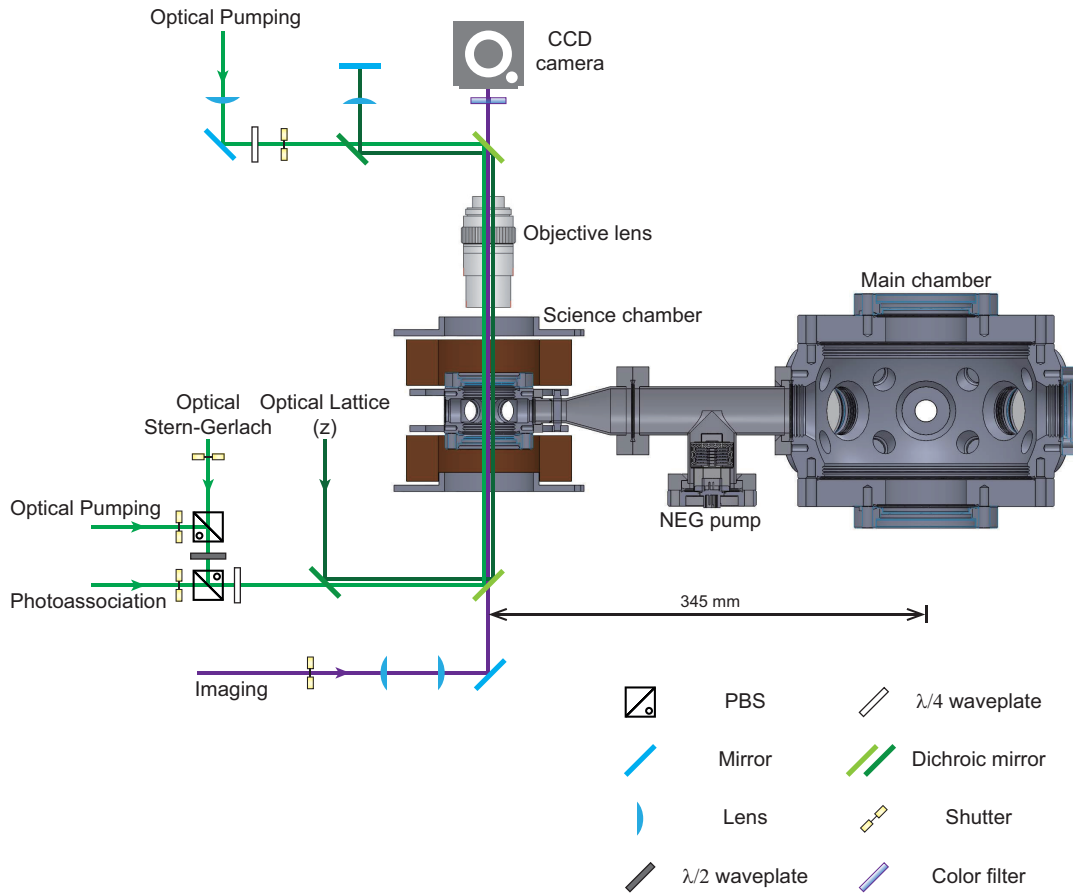 Optical Pumping
CCD
camera
Objective lens
Main chamber
Science chamber
Optical
Stern-Gerlach
Optical Lattice
(z)
Optical Pumping
NEG pump
Photoassociation
345 mm
Imaging
PBS
λ/4 waveplate
Mirror
Dichroic mirror
Lens
Shutter
λ/2 waveplate
Color filter